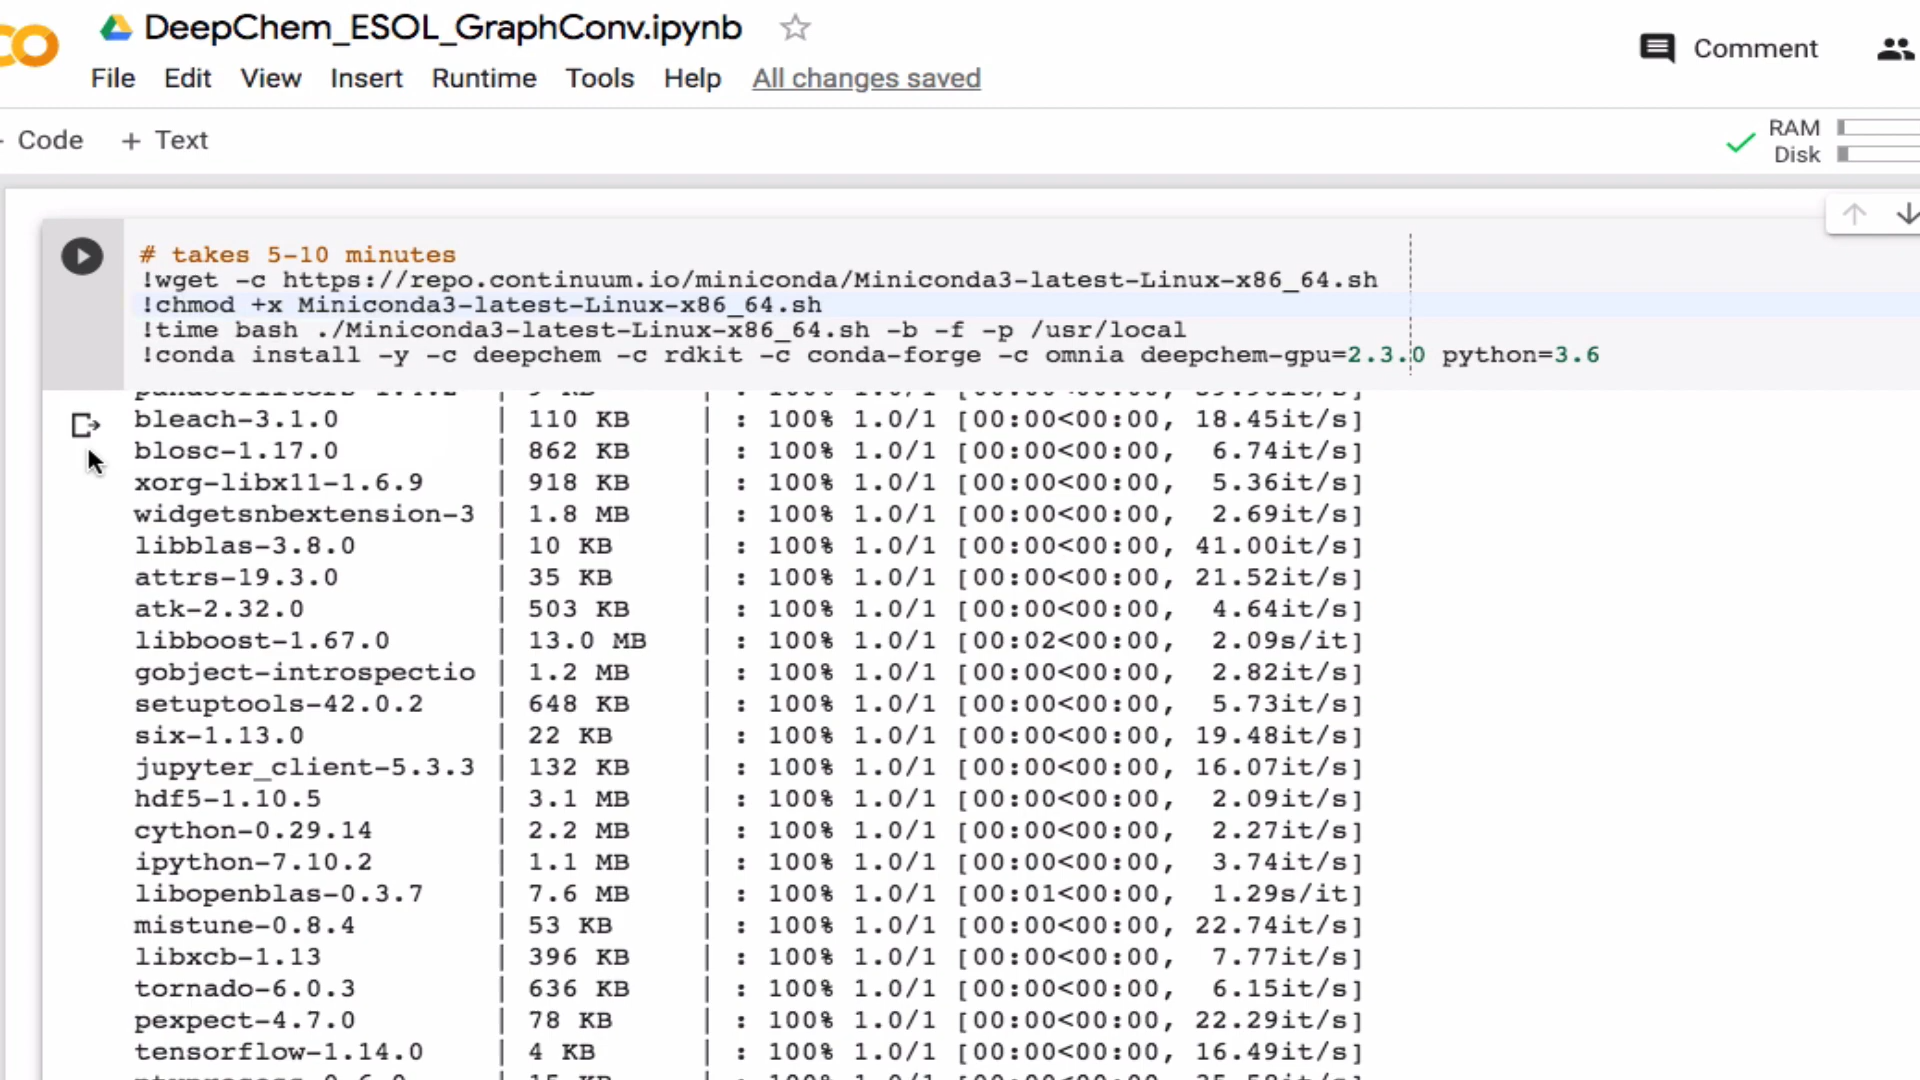 DeepChem_ESOL_GraphConv.ipynb
File Edit View Insert Runtime Tools Help All changes saved
Comment
Code + Text
RAM
Disk
# takes 5-10 minutes
!wget -c https://repo.continuum.io/miniconda/Miniconda3-latest-Linux-x86_64.sh
!chmod +x Miniconda3-latest-Linux-x86_64.sh
!time bash ./Miniconda3-latest-Linux-x86_64.sh -b -f -p /usr/local
!conda install -y -c deepchem -c rdkit -c conda-forge -c omnia deepchem-gpu=2.3.0 python=3.6
bleach-3.1.0 | 110 KB | : 100% 1.0/1 [00:00<00:00, 18.45it/s]
blosc-1.17.0 | 862 KB | : 100% 1.0/1 [00:00<00:00, 6.74it/s]
xorg-libx11-1.6.9 | 918 KB | : 100% 1.0/1 [00:00<00:00, 5.36it/s]
widgetsnbextension-3 | 1.8 MB | : 100% 1.0/1 [00:00<00:00, 2.69it/s]
libblas-3.8.0 | 10 KB | : 100% 1.0/1 [00:00<00:00, 41.00it/s]
attrs-19.3.0 | 35 KB | : 100% 1.0/1 [00:00<00:00, 21.52it/s]
atk-2.32.0 | 503 KB | : 100% 1.0/1 [00:00<00:00, 4.64it/s]
libboost-1.67.0 | 13.0 MB | : 100% 1.0/1 [00:02<00:00, 2.09s/it]
gobject-introspectio | 1.2 MB | : 100% 1.0/1 [00:00<00:00, 2.82it/s]
setuptools-42.0.2 | 648 KB | : 100% 1.0/1 [00:00<00:00, 5.73it/s]
six-1.13.0 | 22 KB | : 100% 1.0/1 [00:00<00:00, 19.48it/s]
jupyter_client-5.3.3 | 132 KB | : 100% 1.0/1 [00:00<00:00, 16.07it/s]
hdf5-1.10.5 | 3.1 MB | : 100% 1.0/1 [00:00<00:00, 2.09it/s]
cython-0.29.14 | 2.2 MB | : 100% 1.0/1 [00:00<00:00, 2.27it/s]
ipython-7.10.2 | 1.1 MB | : 100% 1.0/1 [00:00<00:00, 3.74it/s]
libopenblas-0.3.7 | 7.6 MB | : 100% 1.0/1 [00:01<00:00, 1.29s/it]
mistune-0.8.4 | 53 KB | : 100% 1.0/1 [00:00<00:00, 22.74it/s]
libxcb-1.13 | 396 KB | : 100% 1.0/1 [00:00<00:00, 7.77it/s]
tornado-6.0.3 | 636 KB | : 100% 1.0/1 [00:00<00:00, 6.15it/s]
pexpect-4.7.0 | 78 KB | : 100% 1.0/1 [00:00<00:00, 22.29it/s]
tensorflow-1.14.0 | 4 KB | : 100% 1.0/1 [00:00<00:00, 16.49it/s]